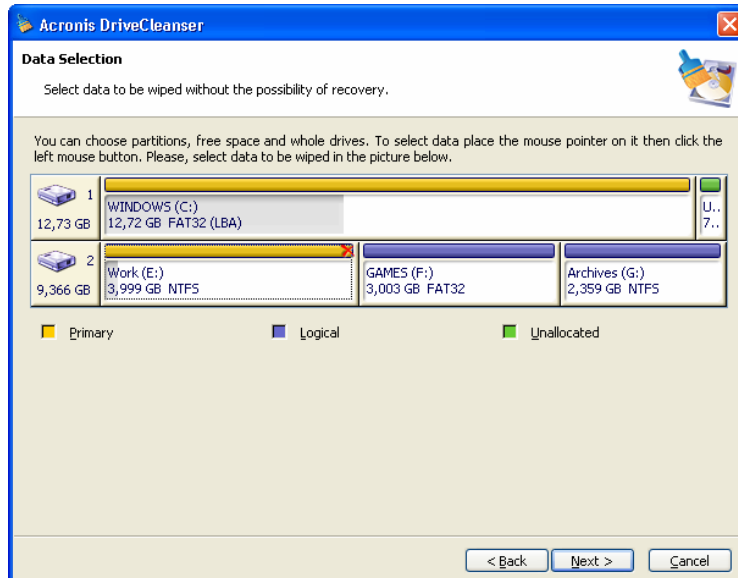 Acronis DriveCleanser
Data Selection
Select data to be wiped without the possibility of recovery.
You can choose partitions, free space and whole drives. To select data place the mouse pointer on it then click the
left mouse button. Please, select data to be wiped in the picture below.
1
12,73 GB
WINDOWS (C:)
12,72 GB FAT32 (LBA)
U..
7..
2
9,366 GB
Work (E:)
3,999 GB NTFS
GAMES (F:)
3,003 GB FAT32
Archives (G:)
2,359 GB NTFS
Primary
Logical
Unallocated
< Back
Next >
Cancel